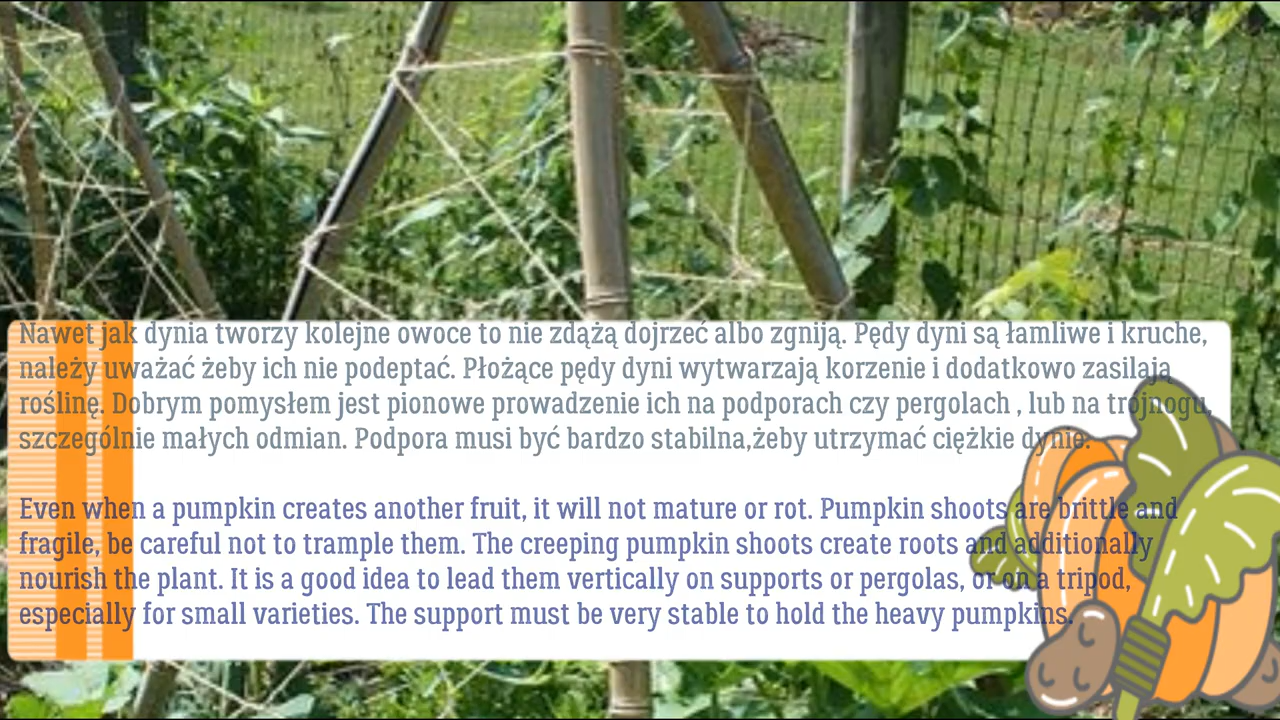 Nawet jak dynia tworzy kolejne owoce to nie zdążą dojrzeć albo zgniją. Pędy dyni są łamliwe i kruche,
należy uważać żeby ich nie podeptać. Płożące pędy dyni wytwarzają korzenie i dodatkowo zasilają
roślinę. Dobrym pomysłem jest pionowe prowadzenie ich na podporach czy pergolach , lub na trójnogu,
szczególnie małych odmian. Podpora musi być bardzo stabilna,żeby utrzymać ciężkie dynie.
Even when a pumpkin creates another fruit, it will not mature or rot. Pumpkin shoots are brittle and
fragile, be careful not to trample them. The creeping pumpkin shoots create roots and additionally
nourish the plant. It is a good idea to lead them vertically on supports or pergolas, or on a tripod,
especially for small varieties. The support must be very stable to hold the heavy pumpkins.